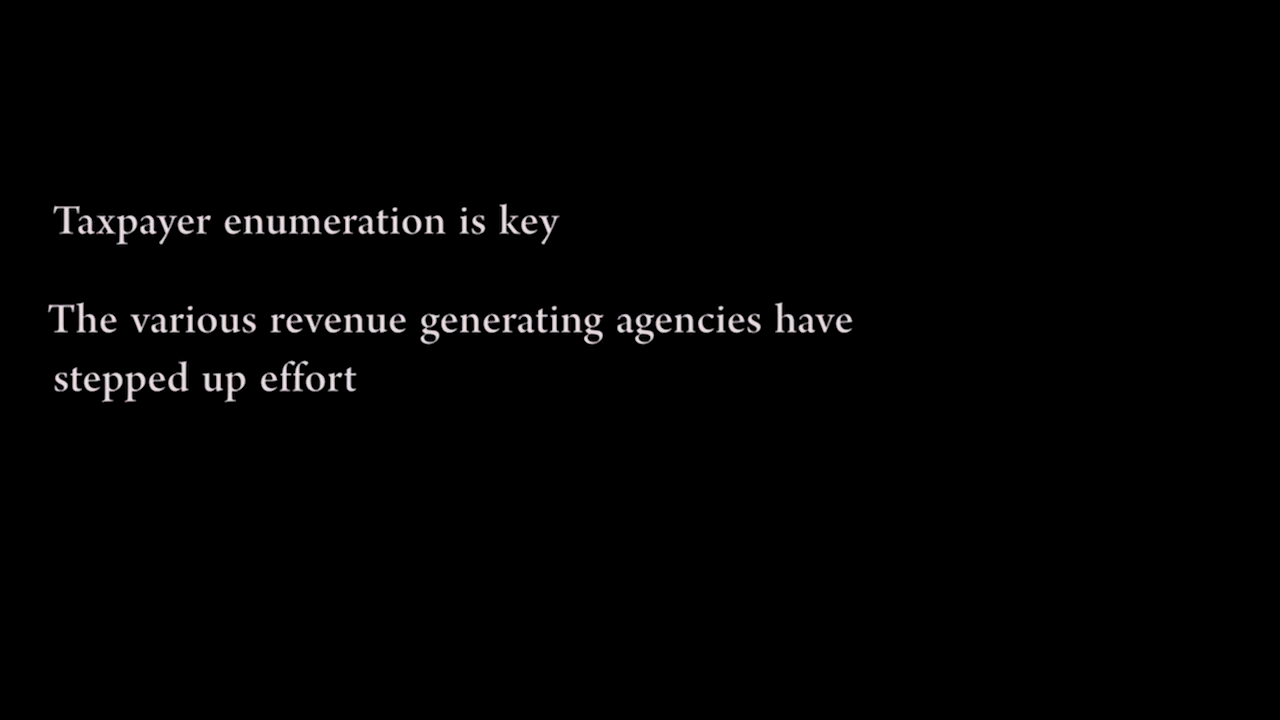 Taxpayer enumeration is key
The various revenue generating agencies have
stepped up effort